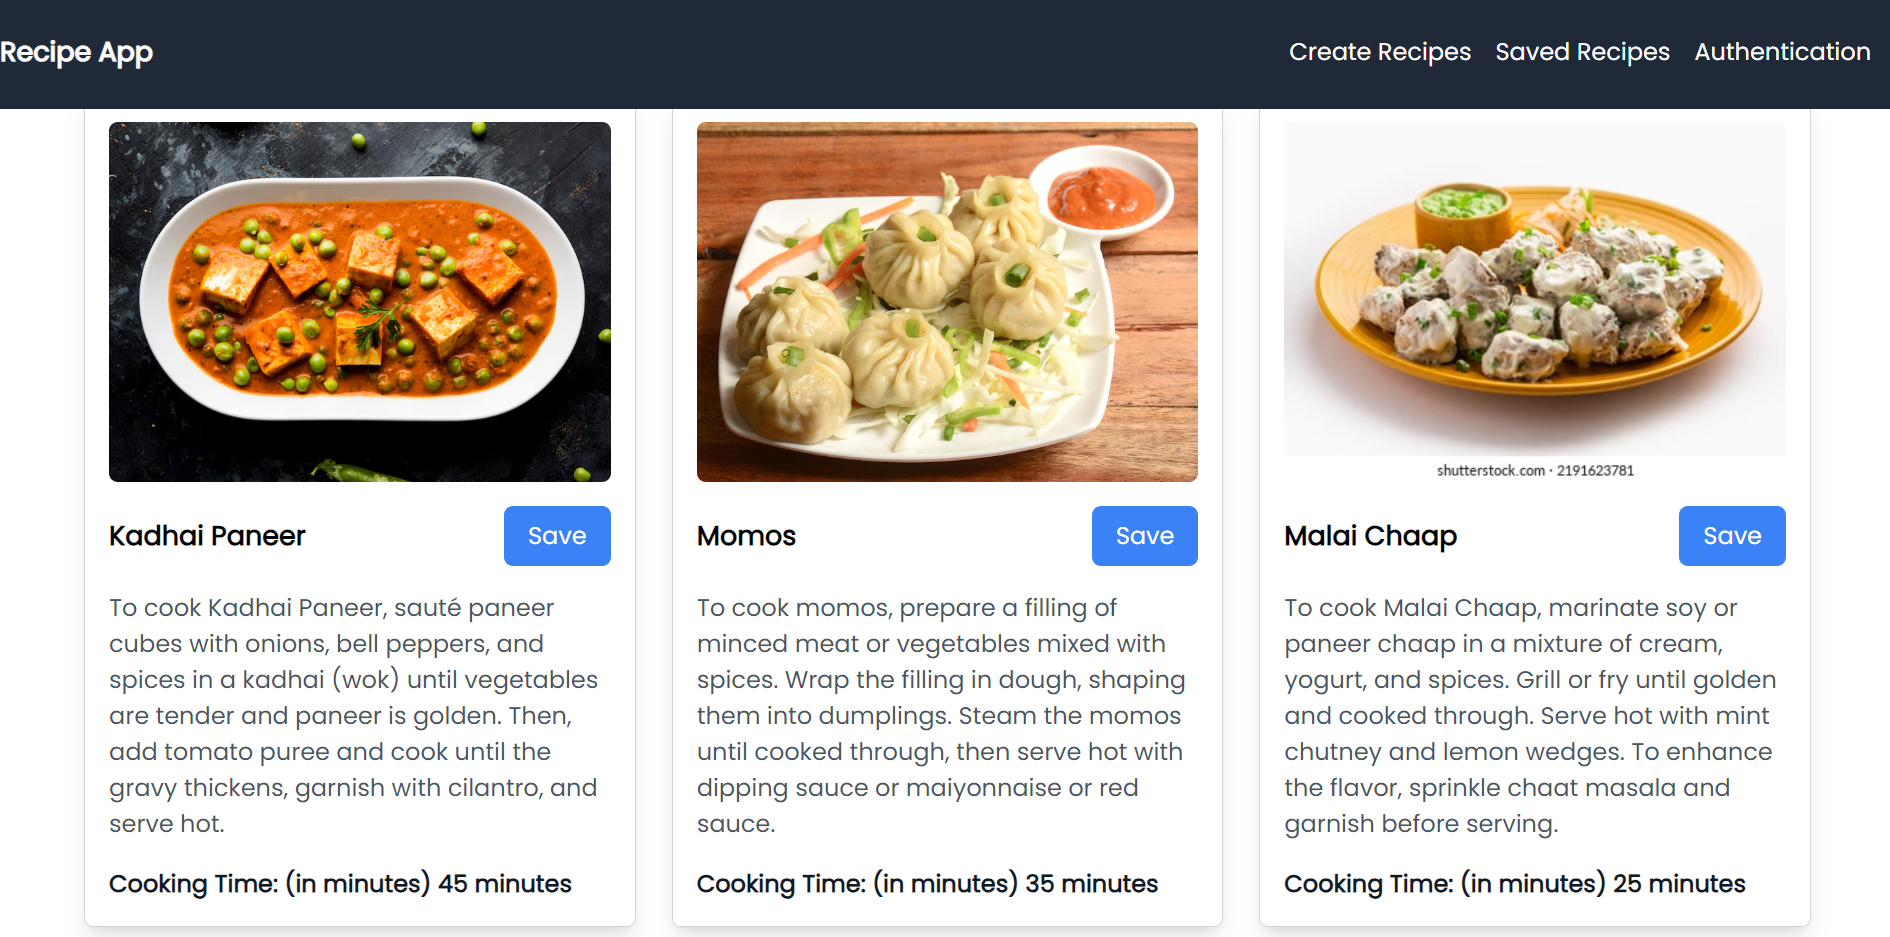 Recipe App
Create Recipes Saved Recipes Authentication
shutterstock.com · 2191623781
Kadhai Paneer
Save
To cook Kadhai Paneer, sauté paneer
cubes with onions, bell peppers, and
spices in a kadhai (wok) until vegetables
are tender and paneer is golden. Then,
add tomato puree and cook until the
gravy thickens, garnish with cilantro, and
serve hot.
Cooking Time: (in minutes) 45 minutes
Momos
Save
To cook momos, prepare a filling of
minced meat or vegetables mixed with
spices. Wrap the filling in dough, shaping
them into dumplings. Steam the momos
until cooked through, then serve hot with
dipping sauce or maiyonnaise or red
sauce.
Cooking Time: (in minutes) 35 minutes
Malai Chaap
Save
To cook Malai Chaap, marinate soy or
paneer chaap in a mixture of cream,
yogurt, and spices. Grill or fry until golden
and cooked through. Serve hot with mint
chutney and lemon wedges. To enhance
the flavor, sprinkle chaat masala and
garnish before serving.
Cooking Time: (in minutes) 25 minutes